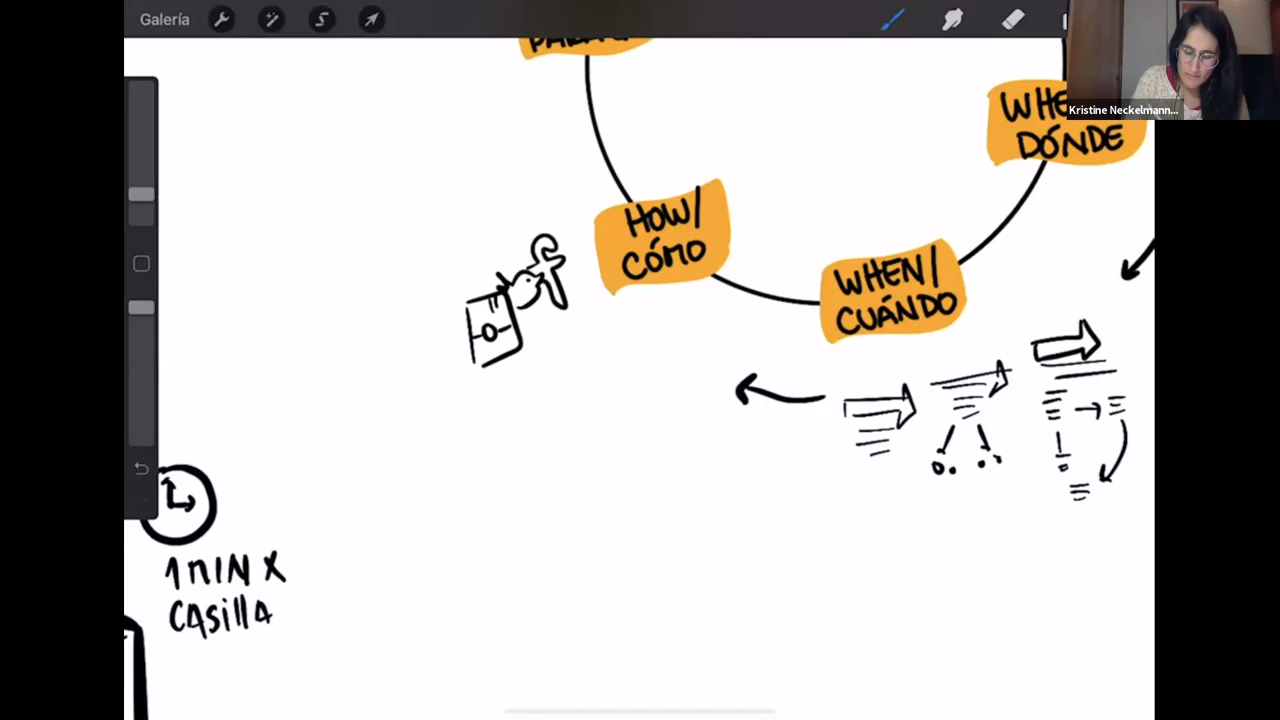 Galería
Kristine Neckelmann...
DÓNDE
HOW/
CÓMO
WHEN/
CUÁNDO
1 MIN X
CASILLA